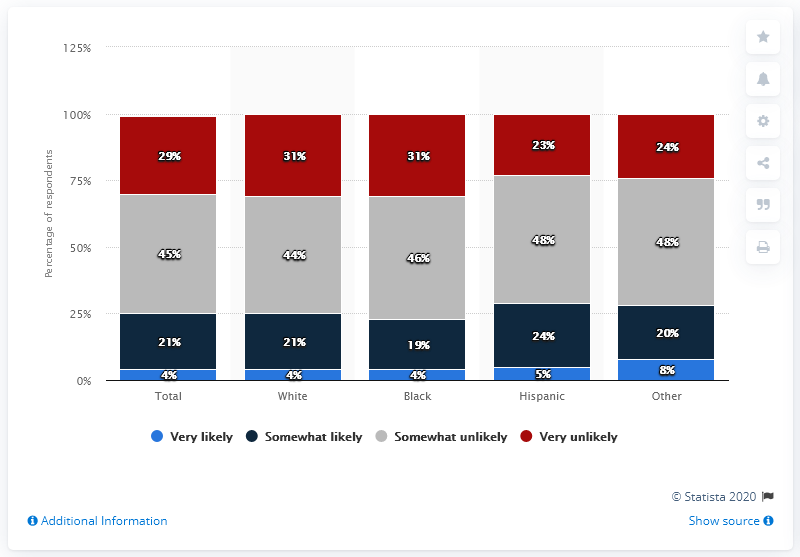 125%
100%
75%
50%
25%
0%
Percentage of respondents
29% 31% 31% 23% 24%
45% 44% 46% 48% 48%
21% 21% 19% 24% 20%
4% 4% 4% 5% 8%
Total White Black Hispanic Other
Very likely Somewhat likely Somewhat unlikely Very unlikely
© Statista 2020
Additional Information Show source